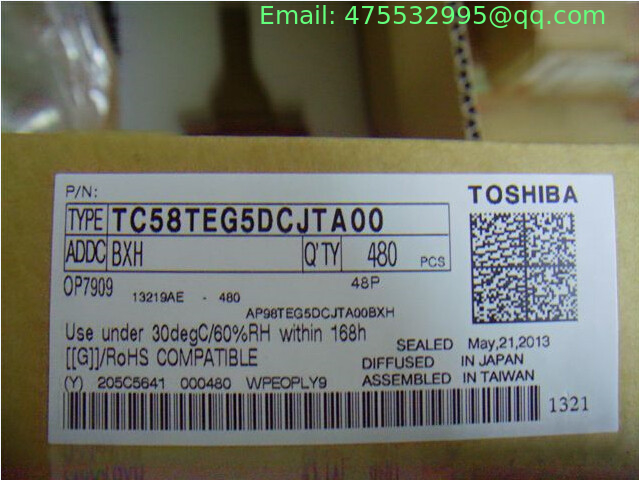 Email: 475532995@qq.com
P/N:
TOSHIBA
TYPE TC58TEG5DCJTA00
ADDC BXH Q'TY 480 PCS
OP7909 13219AE - 480 48P
AP98TEG5DCJTA00BXH
Use under 30degC/60%RH within 168h
SEALED May,21,2013
[[G]]/RoHS COMPATIBLE
DIFFUSED IN JAPAN
(Y) 205C5641 000480 WPEOPLY9
ASSEMBLED IN TAIWAN
1321